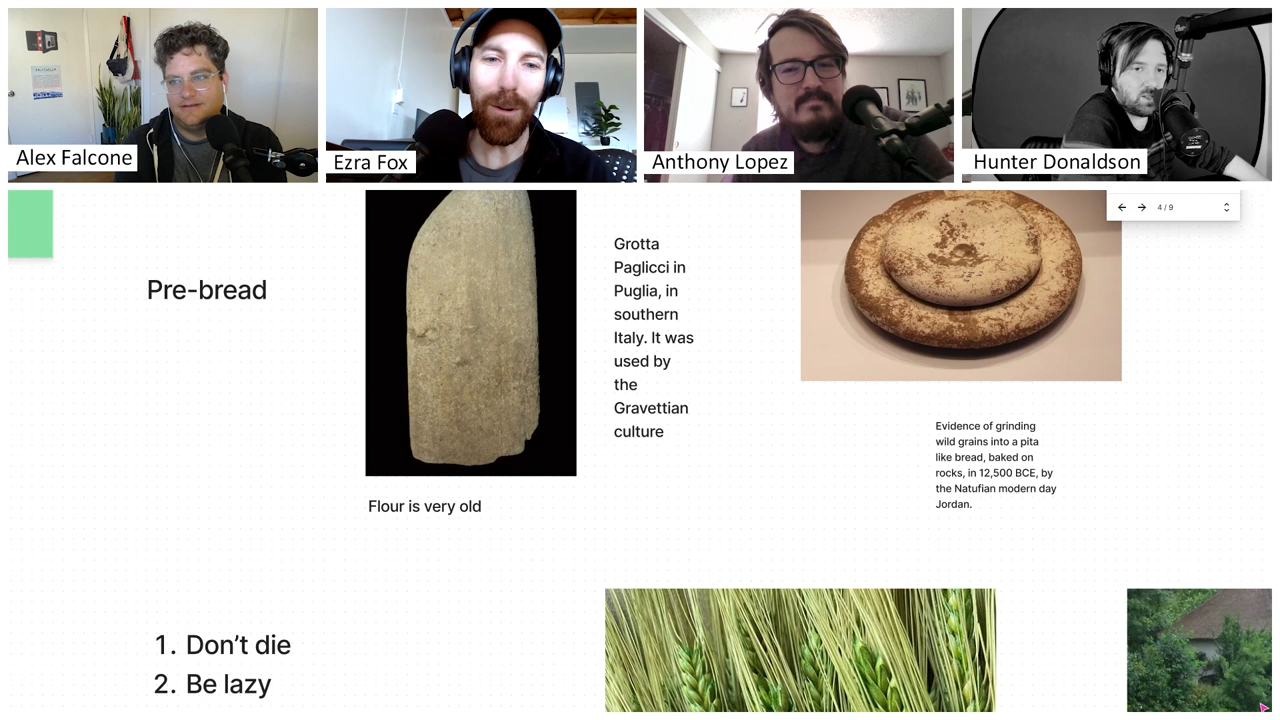 Alex Falcone
Ezra Fox
Anthony Lopez
Hunter Donaldson
4 / 9
Pre-bread
Grotta
Paglicci in
Puglia, in
southern
Italy. It was
used by
the
Gravettian
culture
Evidence of grinding
wild grains into a pita
like bread, baked on
rocks, in 12,500 BCE, by
the Natufian modern day
Jordan.
Flour is very old
1. Don’t die
2. Be lazy